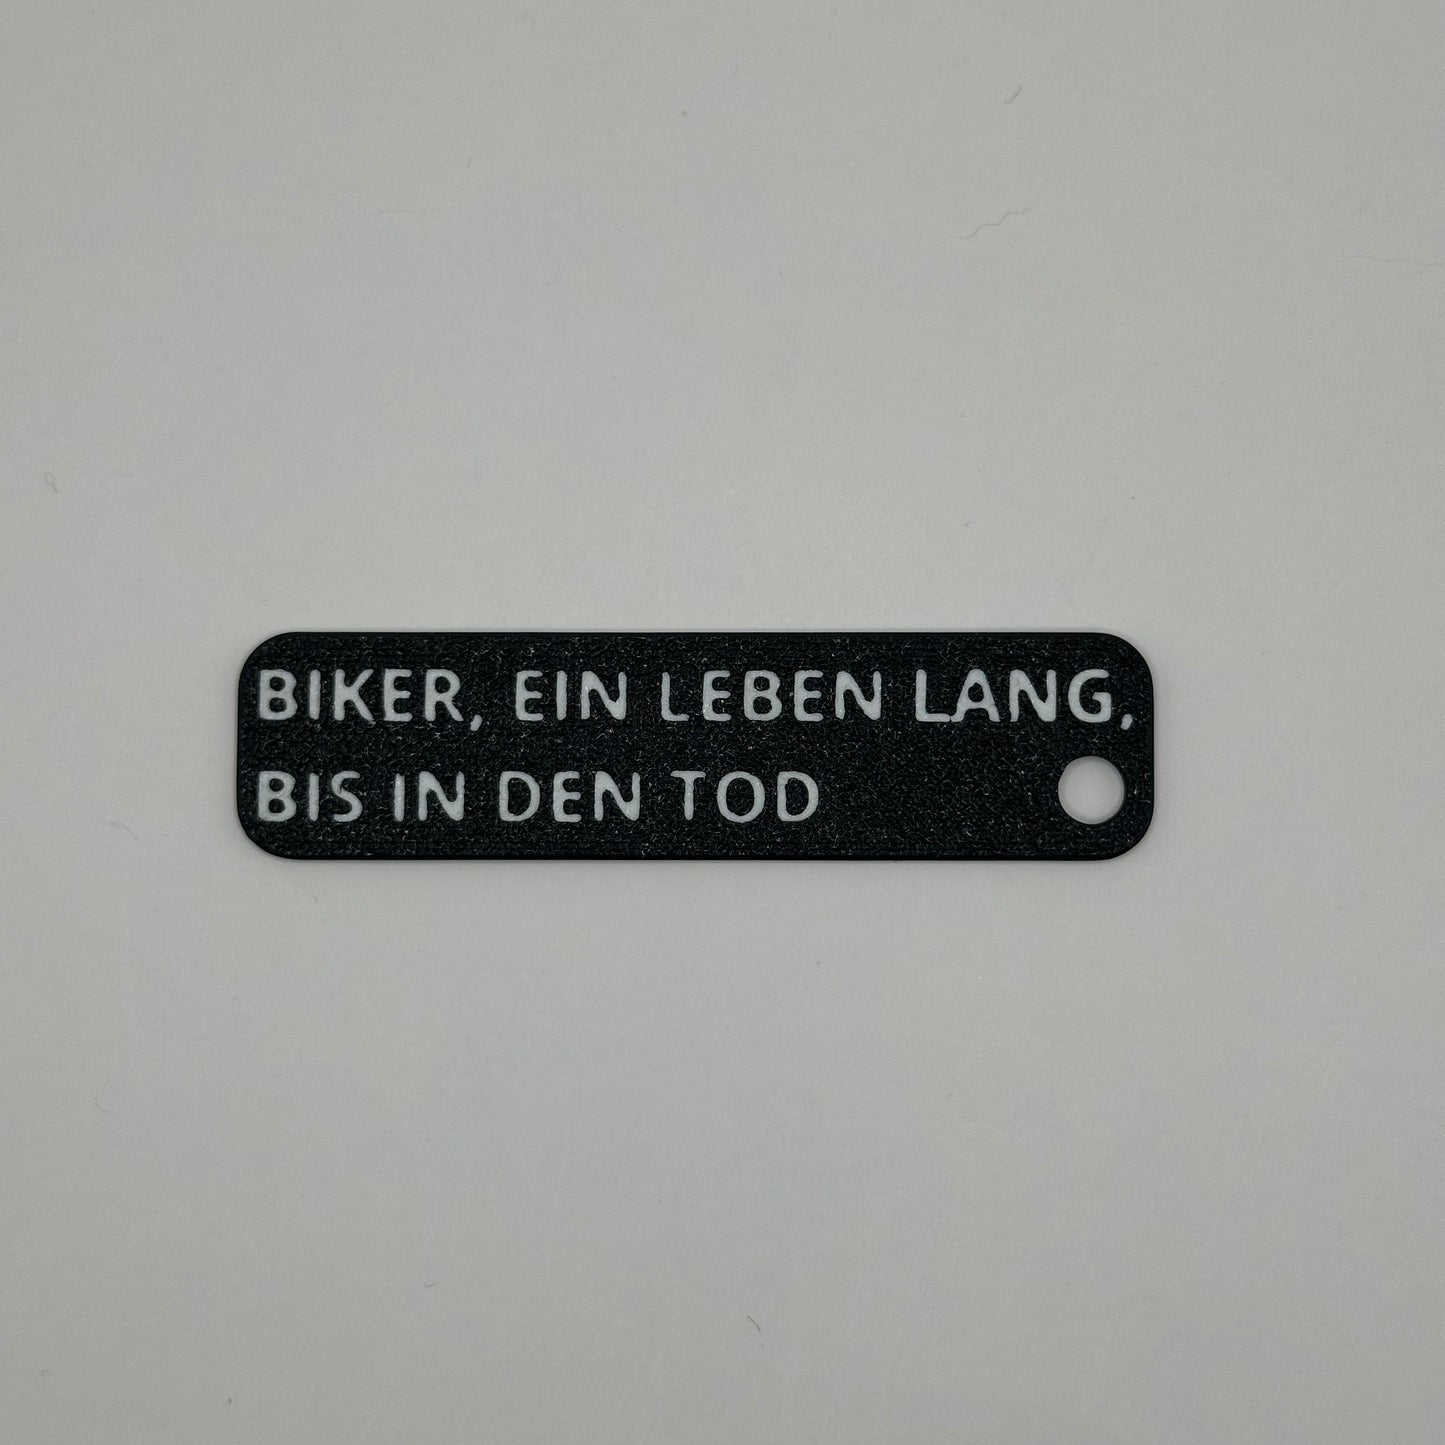 BIKER, EIN LEBEN LANG,
BIS IN DEN TOD